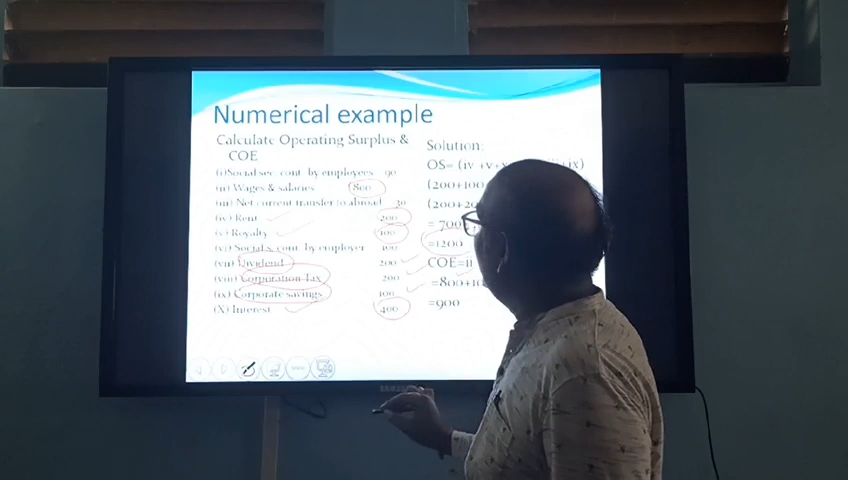 Numerical example
Calculate Operating Surplus &
COE
(i)Social sec. cont. by employees 90
(ii) Wages & salaries 800
(iii) Net current transfer to abroad 30
(iv) Rent 200
(v) Royalty 100
(vi) Social s. cont. by employer 100
(vii) Dividend 200
(viii) Corporation Tax 200
(ix) Corporate savings 100
(X) Interest 400
Solution:
OS= (iv +v+ ix)
(200+100
(200+20
= 700
=1200
COE=ii
=800+10
=900
SAMSUNG